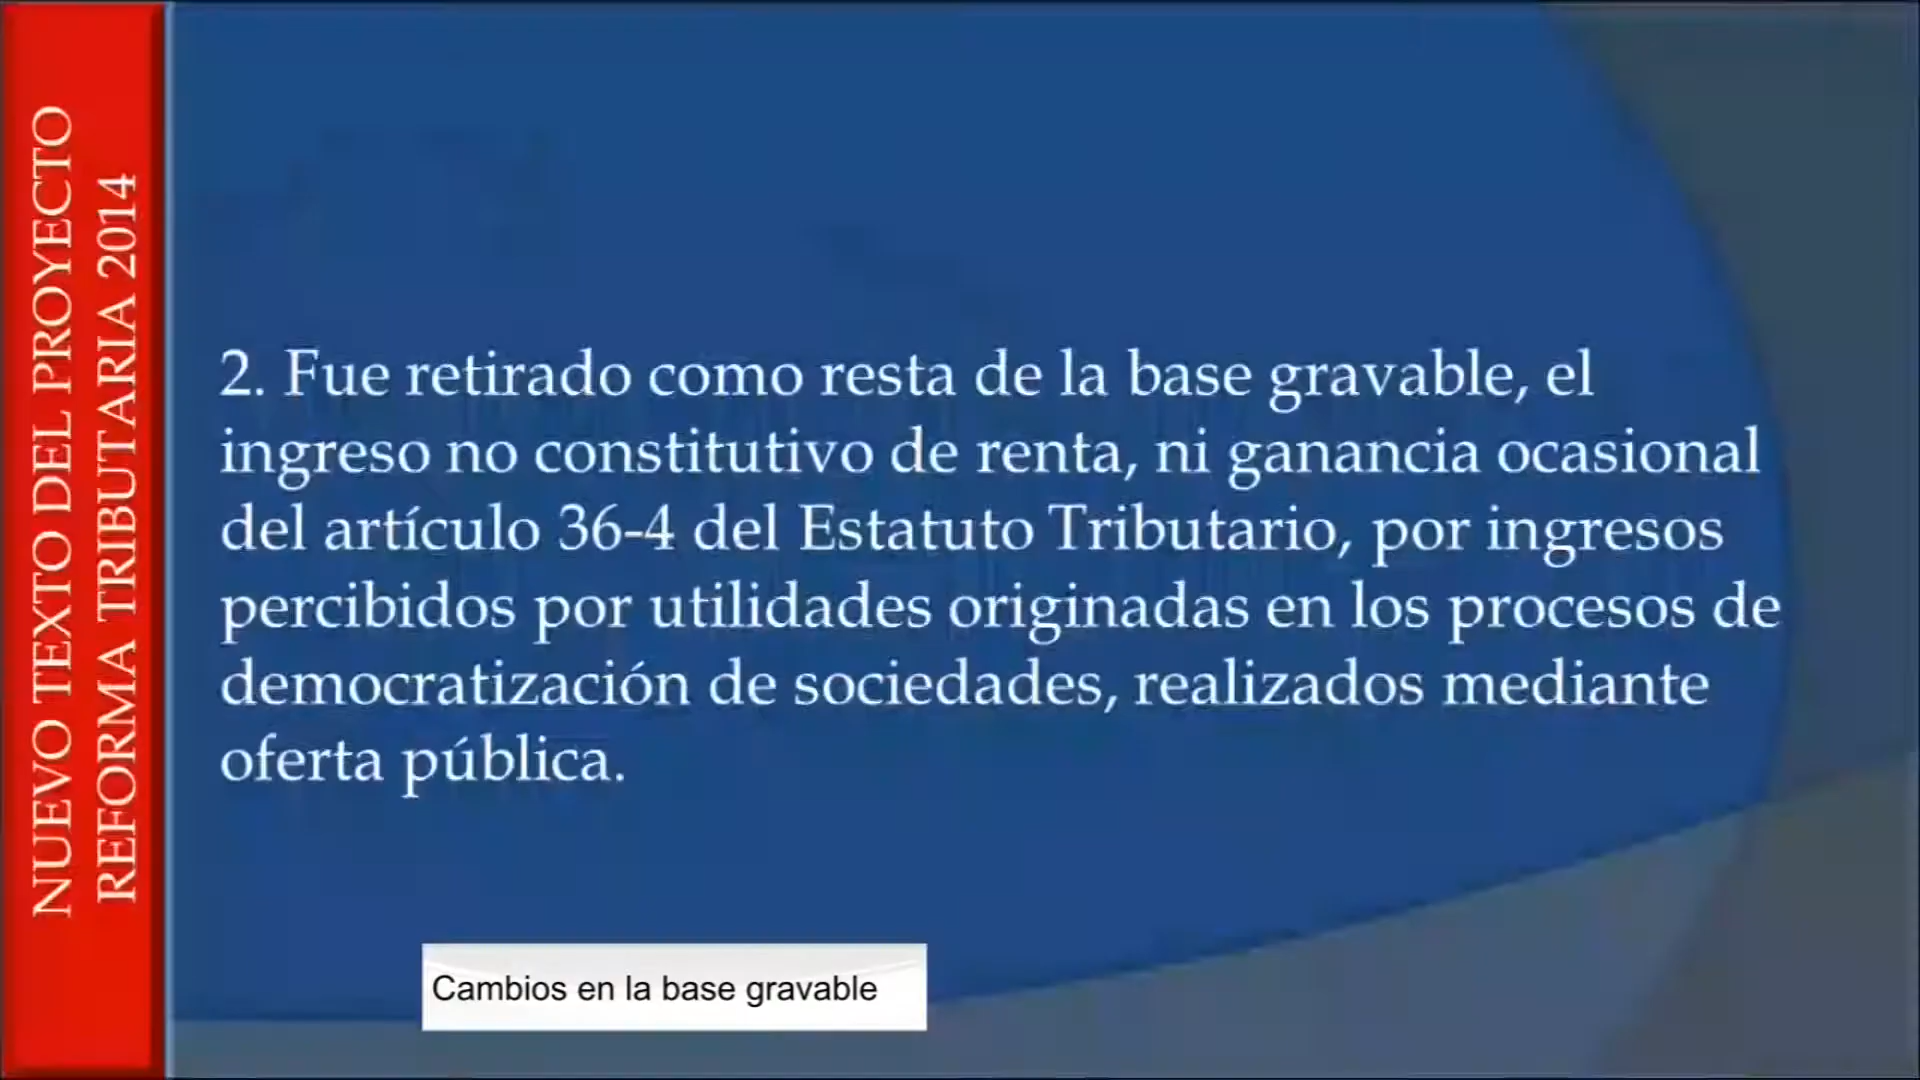 NUEVO TEXTO DEL PROYECTO
REFORMA TRIBUTARIA 2014
2. Fue retirado como resta de la base gravable, el
ingreso no constitutivo de renta, ni ganancia ocasional
del artículo 36-4 del Estatuto Tributario, por ingresos
percibidos por utilidades originadas en los procesos de
democratización de sociedades, realizados mediante
oferta pública.
Cambios en la base gravable